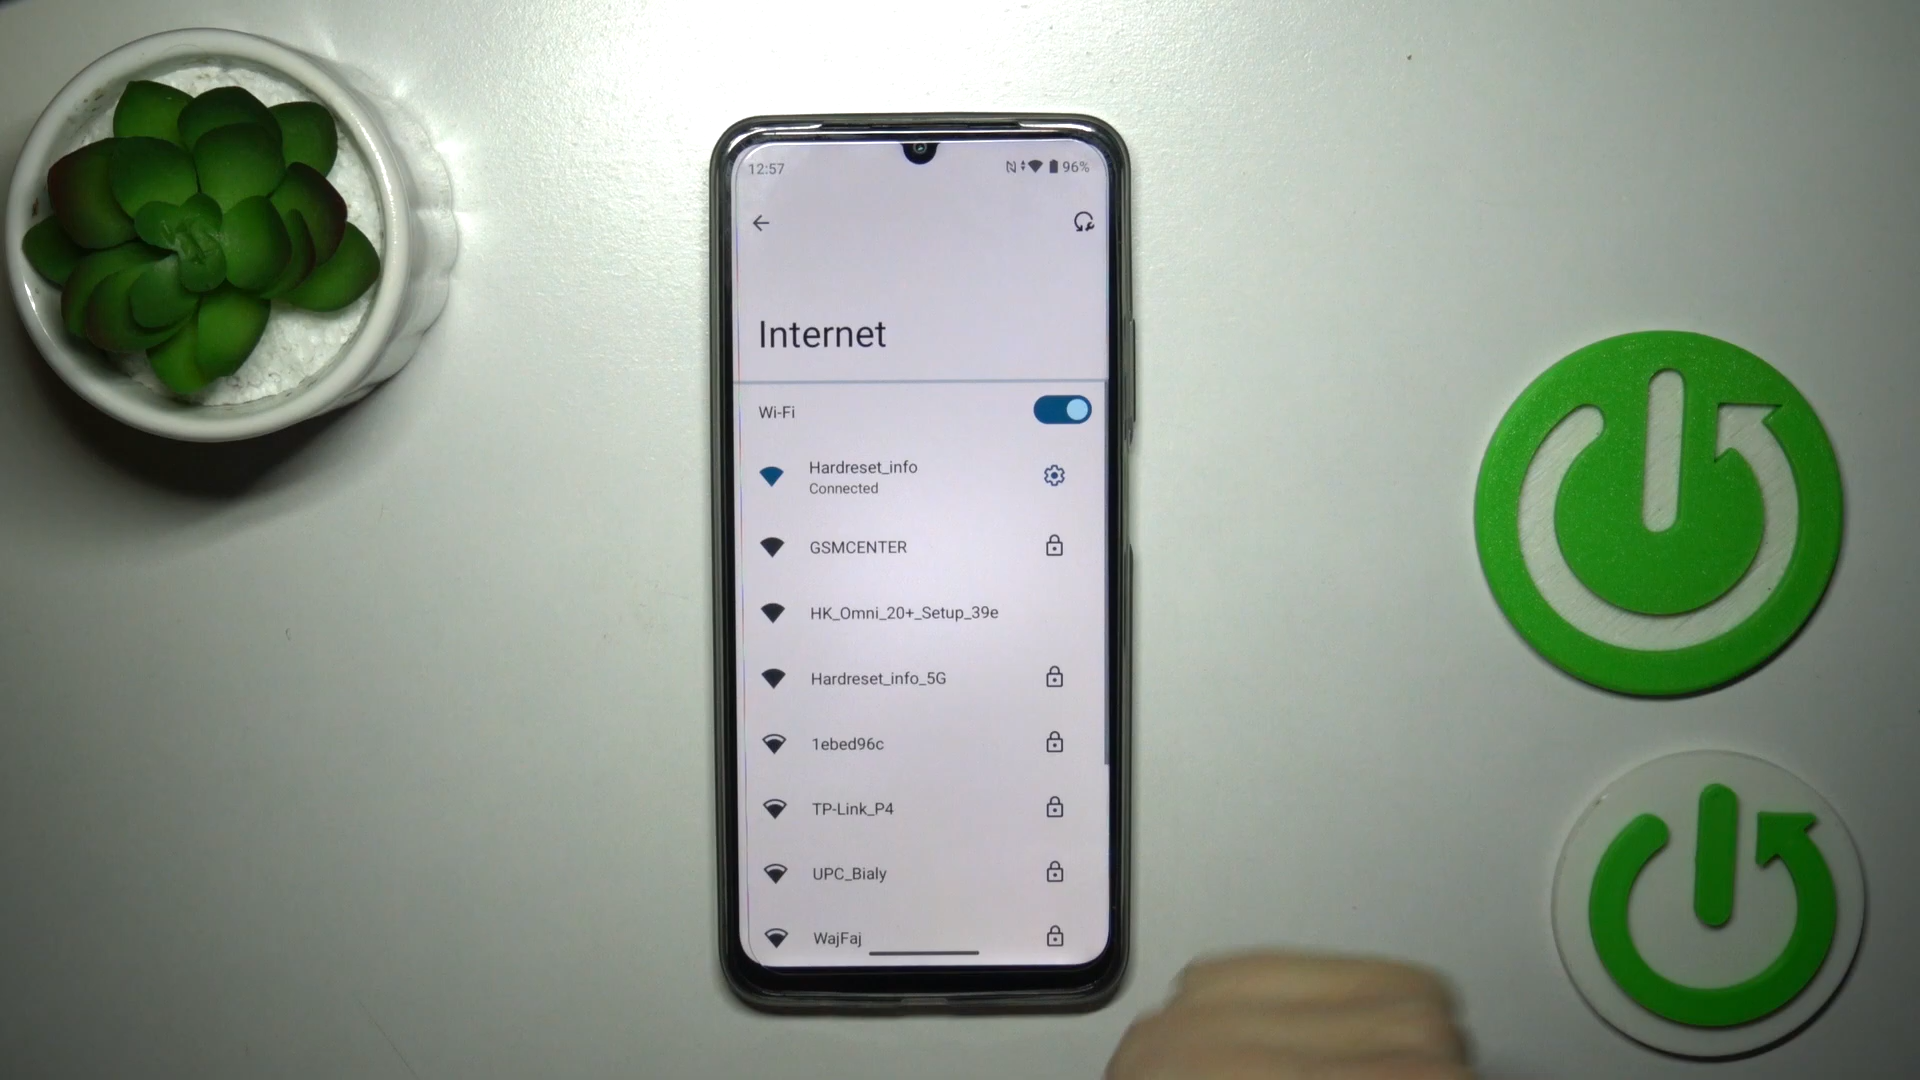 12:57 96%
Internet
Wi-Fi
Hardreset_info
Connected
GSMCENTER
HK_Omni_20+_Setup_39e
Hardreset_info_5G
1ebed96c
TP-Link_P4
UPC_Bialy
WajFaj